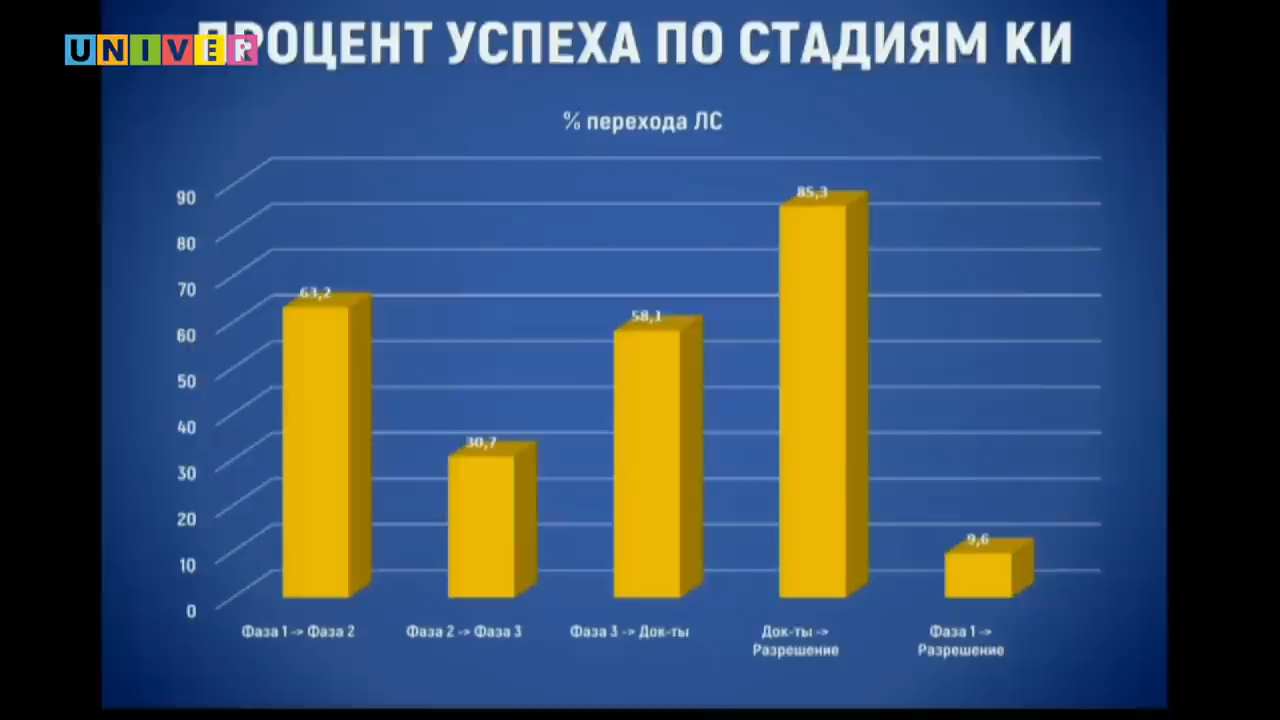 UNIVER
ПРОЦЕНТ УСПЕХА ПО СТАДИЯМ КИ
% перехода ЛС
90
80
70
60
50
40
30
20
10
0
63,2
30,7
58,1
85,3
9,6
Фаза 1 -> Фаза 2
Фаза 2 -> Фаза 3
Фаза 3 -> Док-ты
Док-ты ->
Разрешение
Фаза 1 ->
Разрешение